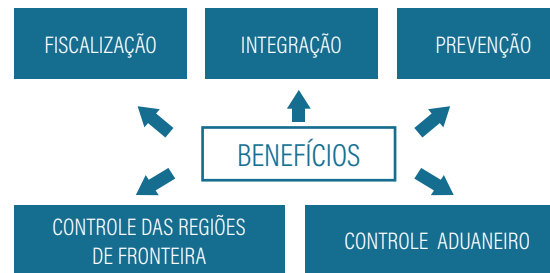 FISCALIZAÇÃO
INTEGRAÇÃO
PREVENÇÃO
BENEFÍCIOS
CONTROLE DAS REGIÕES
DE FRONTEIRA
CONTROLE ADUANEIRO